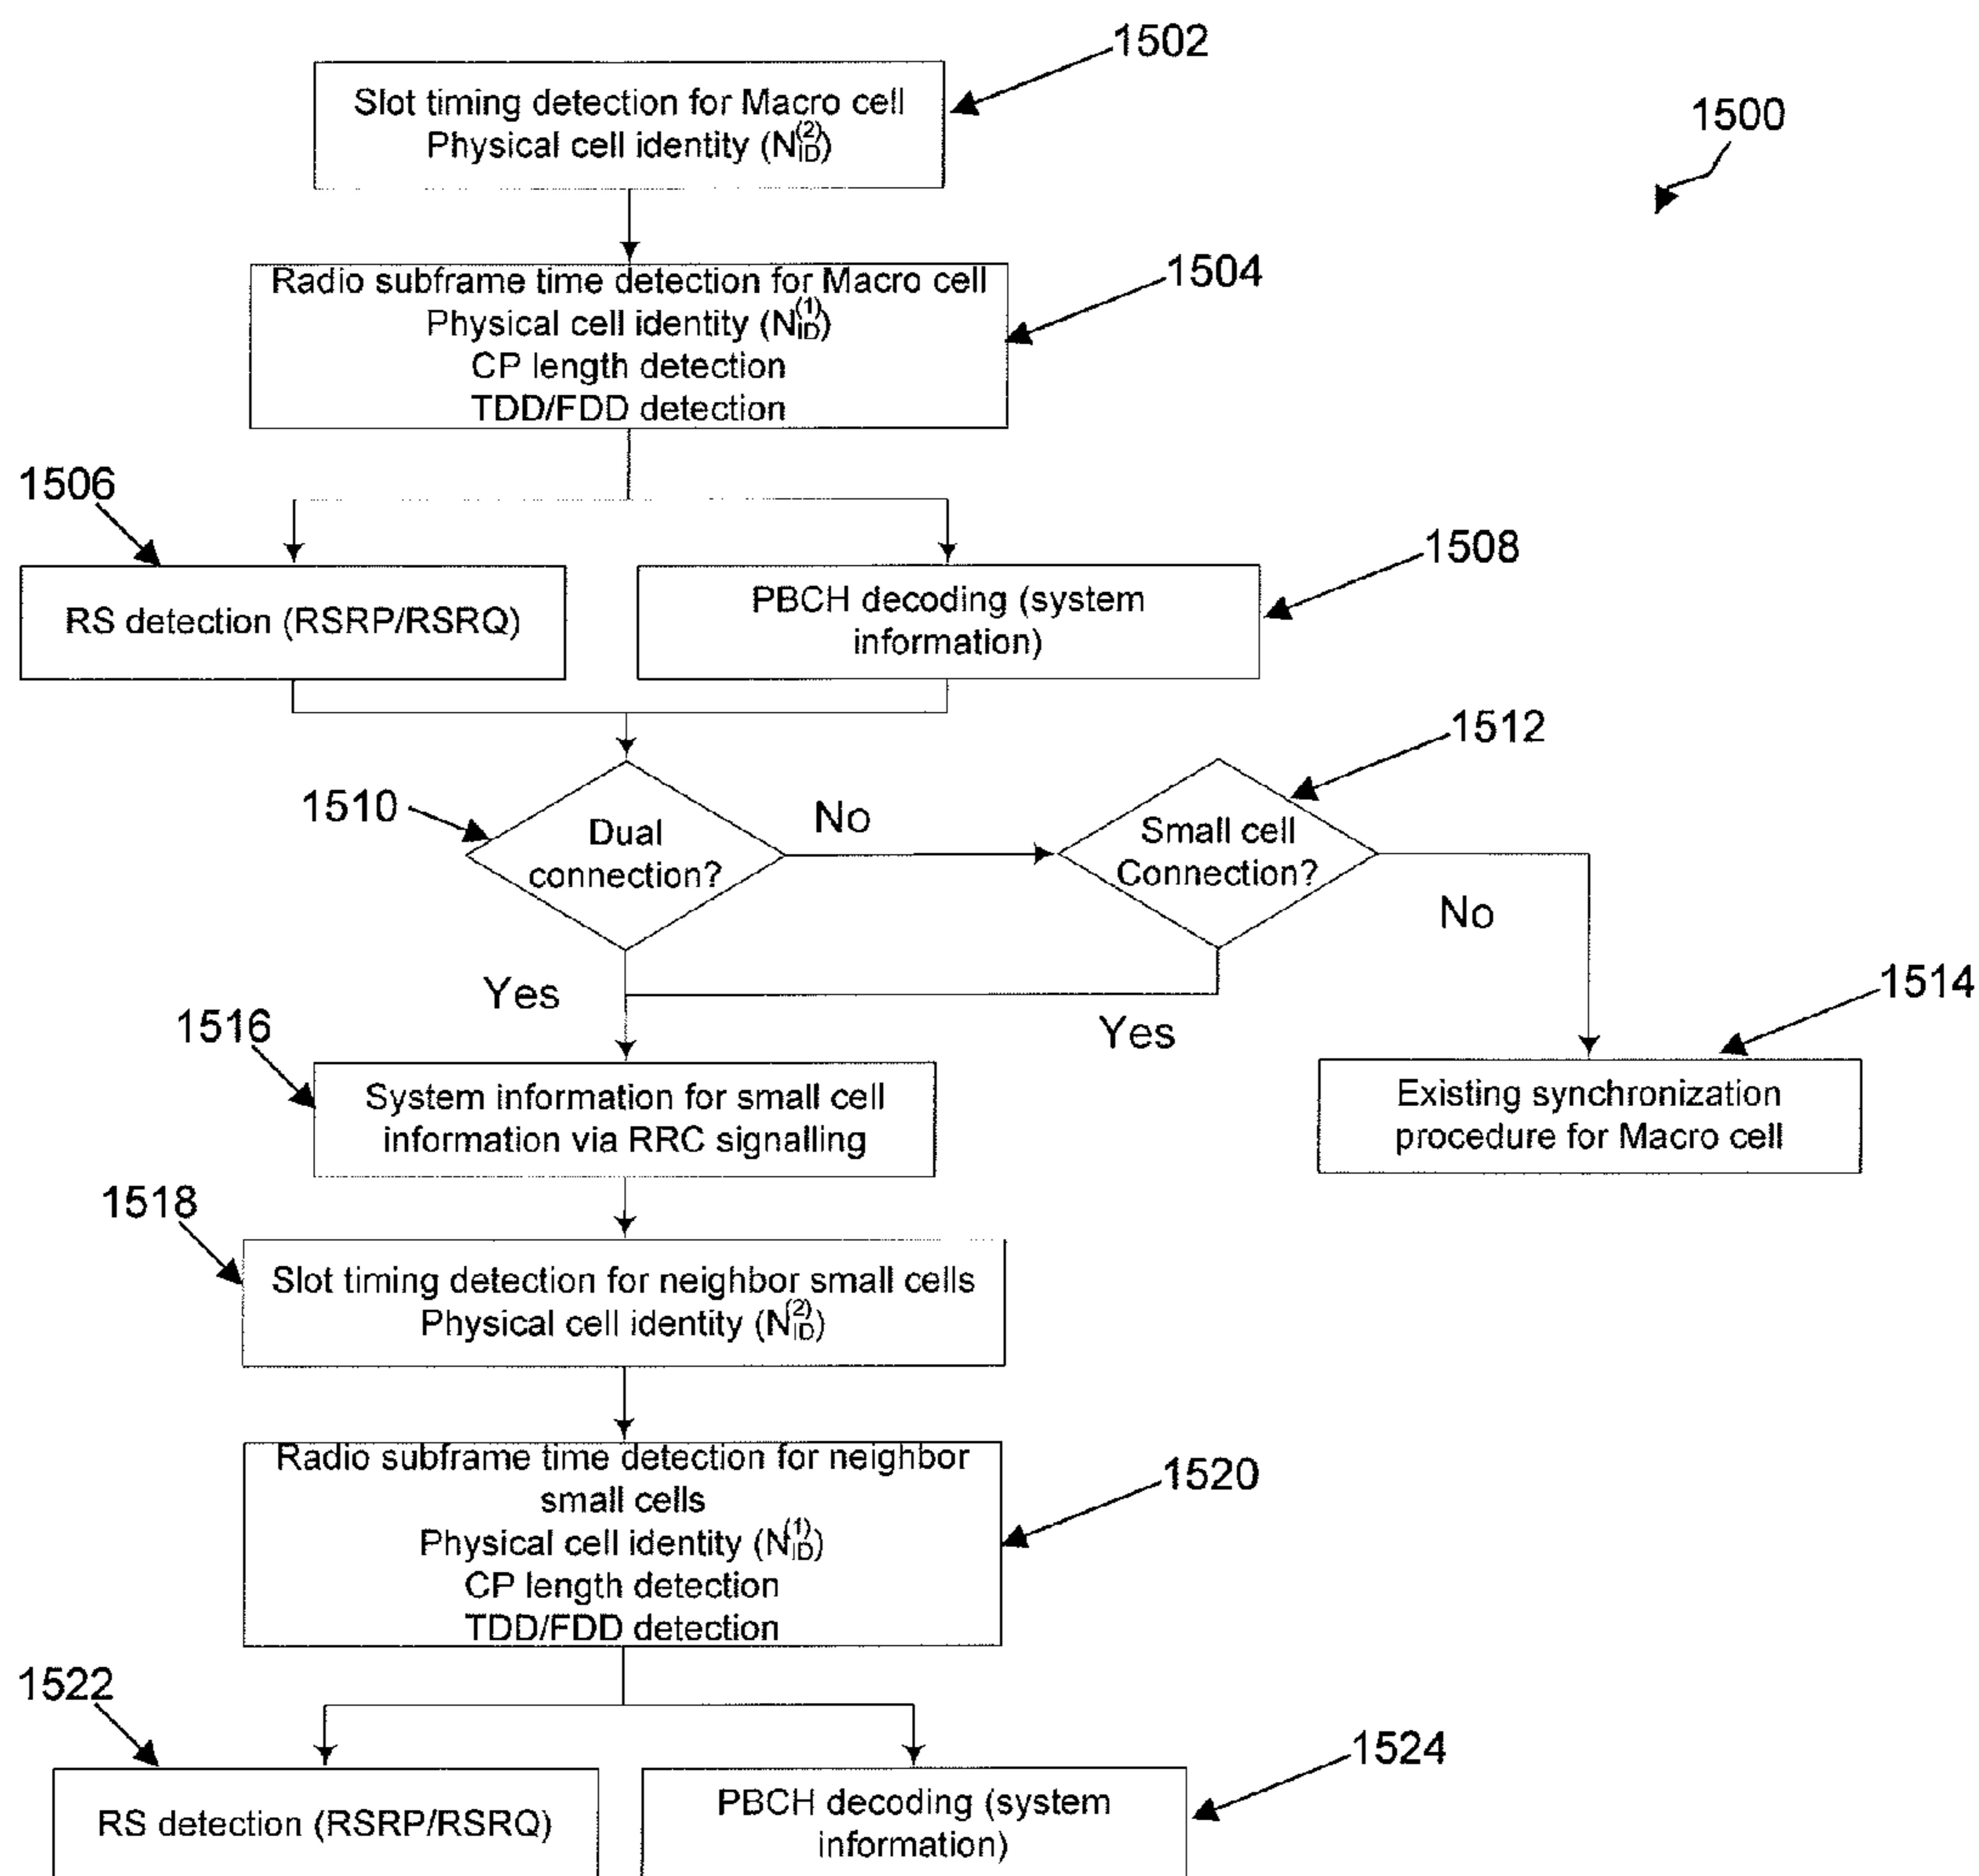 1502
1500
Slot timing detection for Macro cell
Physical cell identity (N_ID^(2))
1504
Radio subframe time detection for Macro cell
Physical cell identity (N_ID^(1))
CP length detection
TDD/FDD detection
1506
1508
RS detection (RSRP/RSRQ)
PBCH decoding (system
information)
1510
1512
Dual
connection?
No
Small cell
Connection?
No
Yes
Yes
1514
1516
System information for small cell
information via RRC signalling
Existing synchronization
procedure for Macro cell
1518
Slot timing detection for neighbor small cells
Physical cell identity (N_ID^(2))
1520
Radio subframe time detection for neighbor
small cells
Physical cell identity (N_ID^(1))
CP length detection
TDD/FDD detection
1522
1524
RS detection (RSRP/RSRQ)
PBCH decoding (system
information)